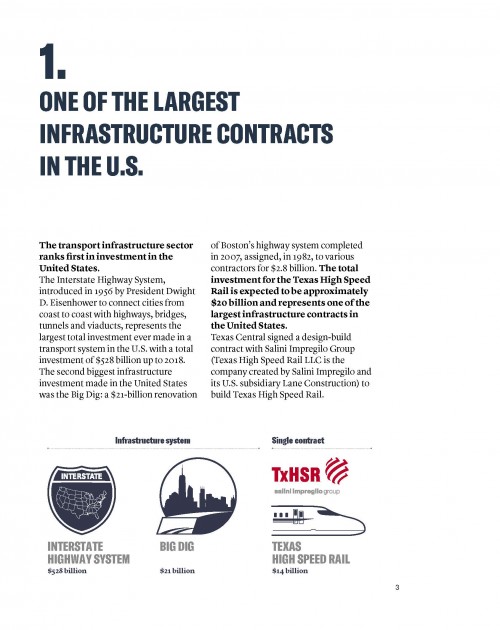 1.
ONE OF THE LARGEST
INFRASTRUCTURE CONTRACTS
IN THE U.S.
The transport infrastructure sector
ranks first in investment in the
United States.
The Interstate Highway System,
introduced in 1956 by President Dwight
D. Eisenhower to connect cities from
coast to coast with highways, bridges,
tunnels and viaducts, represents the
largest total investment ever made in a
transport system in the U.S. with a total
investment of $528 billion up to 2018.
The second biggest infrastructure
investment made in the United States
was the Big Dig: a $21-billion renovation
of Boston's highway system completed
in 2007, assigned, in 1982, to various
contractors for $2.8 billion. The total
investment for the Texas High Speed
Rail is expected to be approximately
$20 billion and represents one of the
largest infrastructure contracts in
the United States.
Texas Central signed a design-build
contract with Salini Impregilo Group
(Texas High Speed Rail LLC is the
company created by Salini Impregilo and
its U.S. subsidiary Lane Construction) to
build Texas High Speed Rail.
Infrastructure system
Single contract
INTERSTATE
TxHSR
salini impregilo group
INTERSTATE
HIGHWAY SYSTEM
$528 billion
BIG DIG
$21 billion
TEXAS
HIGH SPEED RAIL
$14 billion
3